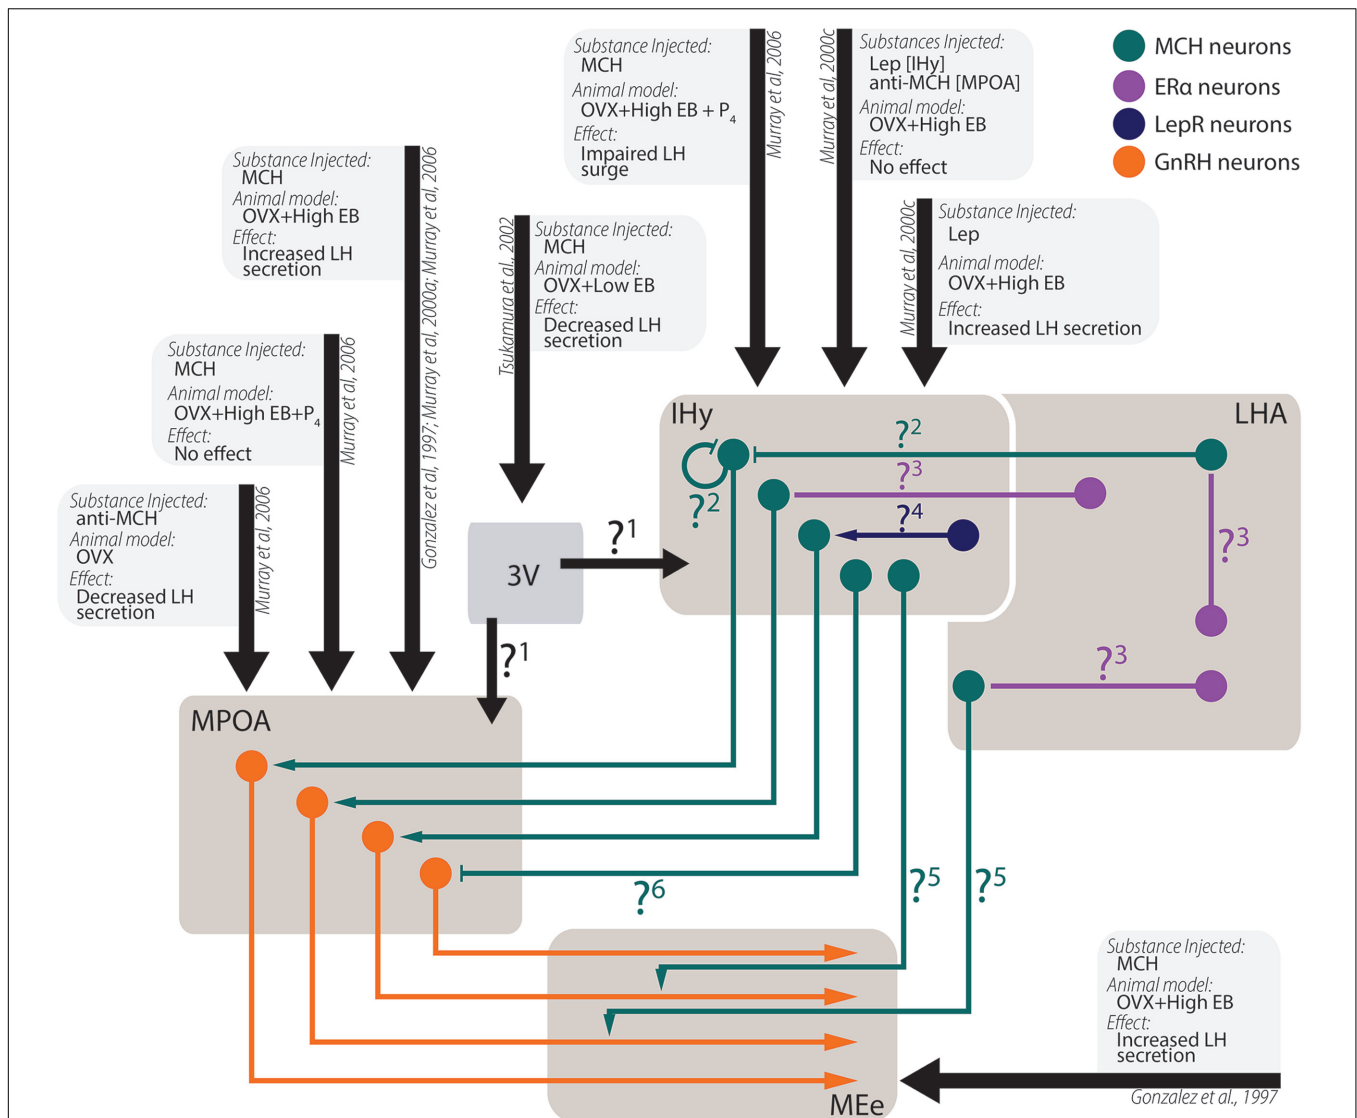 Substance Injected:
MCH
Animal model:
OVX+High EB + P4
Effect:
Impaired LH
surge
Murray et al, 2006
Murray et al, 2000c
Substances Injected:
Lep [IHy]
anti-MCH [MPOA]
Animal model:
OVX+High EB
Effect:
No effect
MCH neurons
ERα neurons
LepR neurons
GnRH neurons
Substance Injected:
MCH
Animal model:
OVX+High EB
Effect:
Increased LH
secretion
Gonzalez et al, 1997; Murray et al, 2000a; Murray et al, 2006
Tsukamura et al., 2002
Substance Injected:
MCH
Animal model:
OVX+Low EB
Effect:
Decreased LH
secretion
Murray et al, 2000c
Substance Injected:
Lep
Animal model:
OVX+High EB
Effect:
Increased LH secretion
Substance Injected:
MCH
Animal model:
OVX+High EB+P4
Effect:
No effect
Murray et al, 2006
Substance Injected:
anti-MCH
Animal model:
OVX
Effect:
Decreased LH
secretion
Murray et al, 2006
IHy
LHA
?2
?3
?2
?4
?3
?1
3V
?1
?3
MPOA
?6
?5
?5
Substance Injected:
MCH
Animal model:
OVX+High EB
Effect:
Increased LH
secretion
Gonzalez et al., 1997
MEe